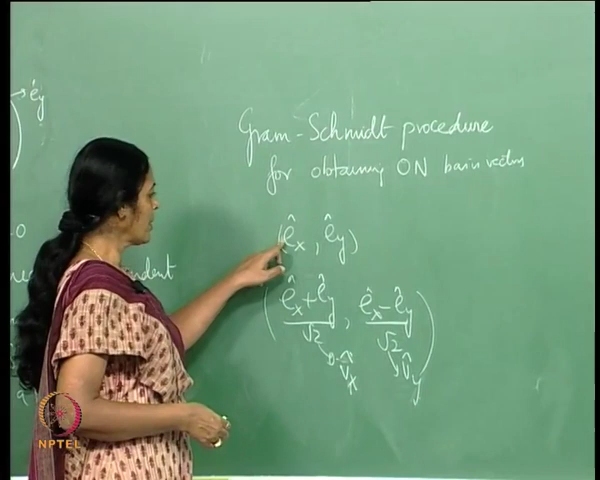 êy
Gram-Schmidt procedure
for obtaining ON basis vectors
(êx, êy)
(êx+êy/√2, êx-êy/√2)
v̂x v̂y
NPTEL